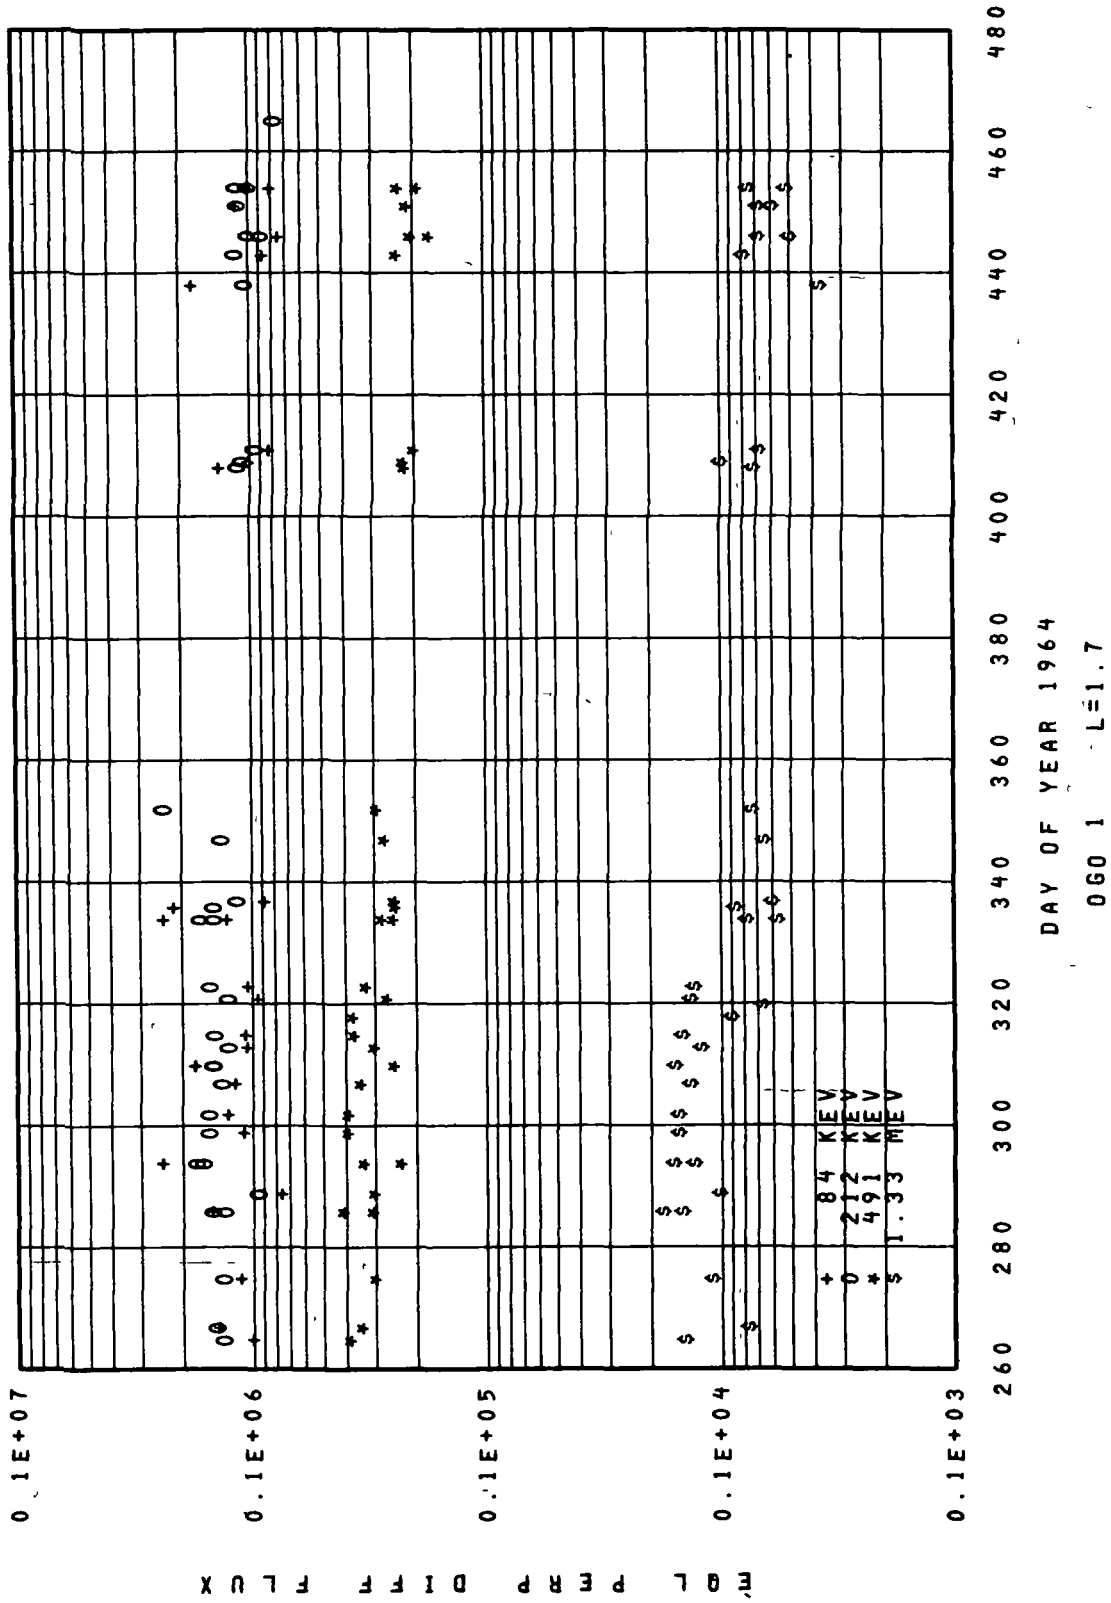 0.1E+07
0.1E+06
0.1E+05
0.1E+04
0.1E+03
EQL PERP DIFF FLUX
260 280 300 320 340 360 380 400 420 440 460 480
+ 84 KEV
O 212 KEV
* 491 KEV
S 1.33 MEV
DAY OF YEAR 1964
OGO 1 L=1.7